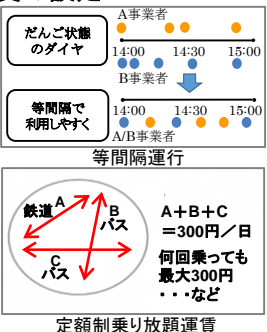 だんご状態
のダイヤ
A事業者
14:00 14:30 15:00
B事業者
等間隔で
利用しやすく
14:00 14:30 15:00
A/B事業者
等間隔運行
鉄道 A
B
バス
C
バス
A+B+C
=300円/日
何回乗っても
最大300円
・・・など
定額制乗り放題運賃